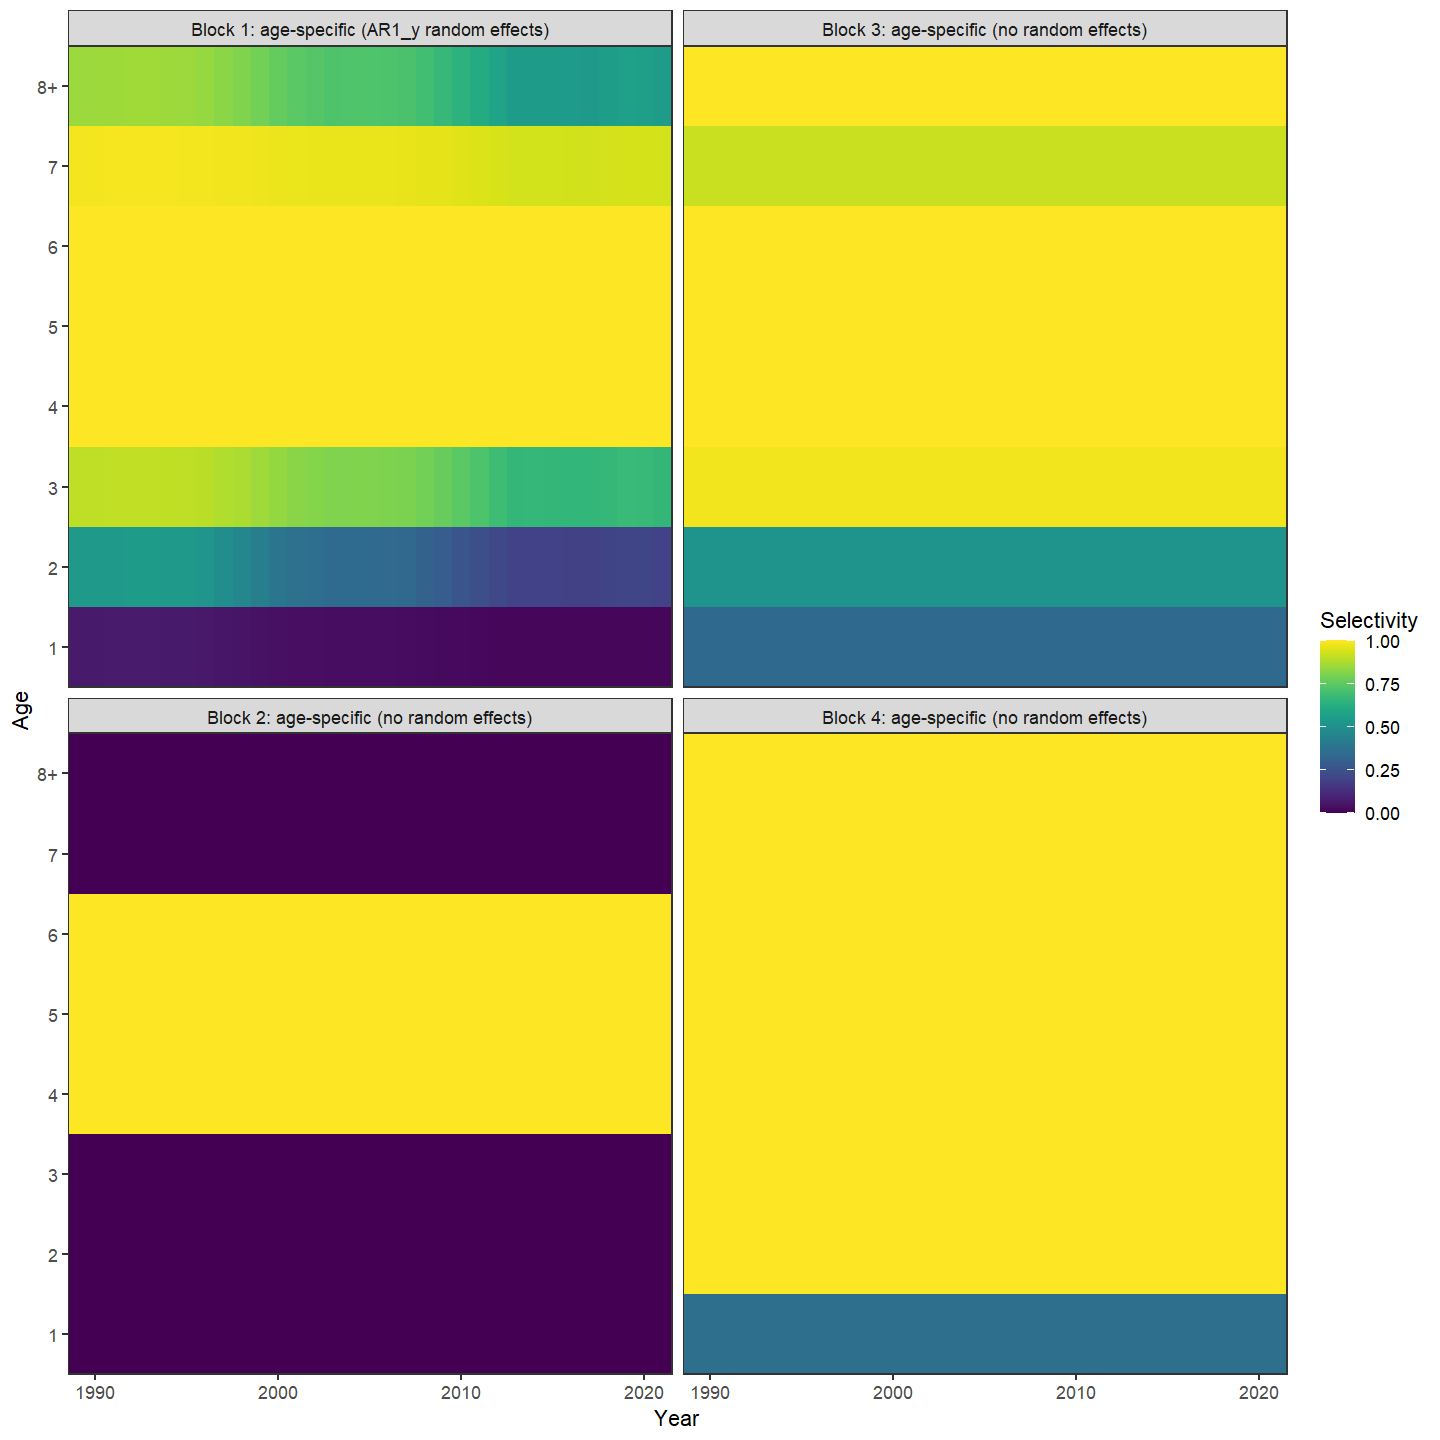 Block 1: age-specific (AR1_y random effects)
Block 3: age-specific (no random effects)
8+
7
6
5
4
3
2
1
Block 2: age-specific (no random effects)
Block 4: age-specific (no random effects)
8+
7
6
5
4
3
2
1
1990 2000 2010 2020
1990 2000 2010 2020
Year
Age
Selectivity
1.00
0.75
0.50
0.25
0.00